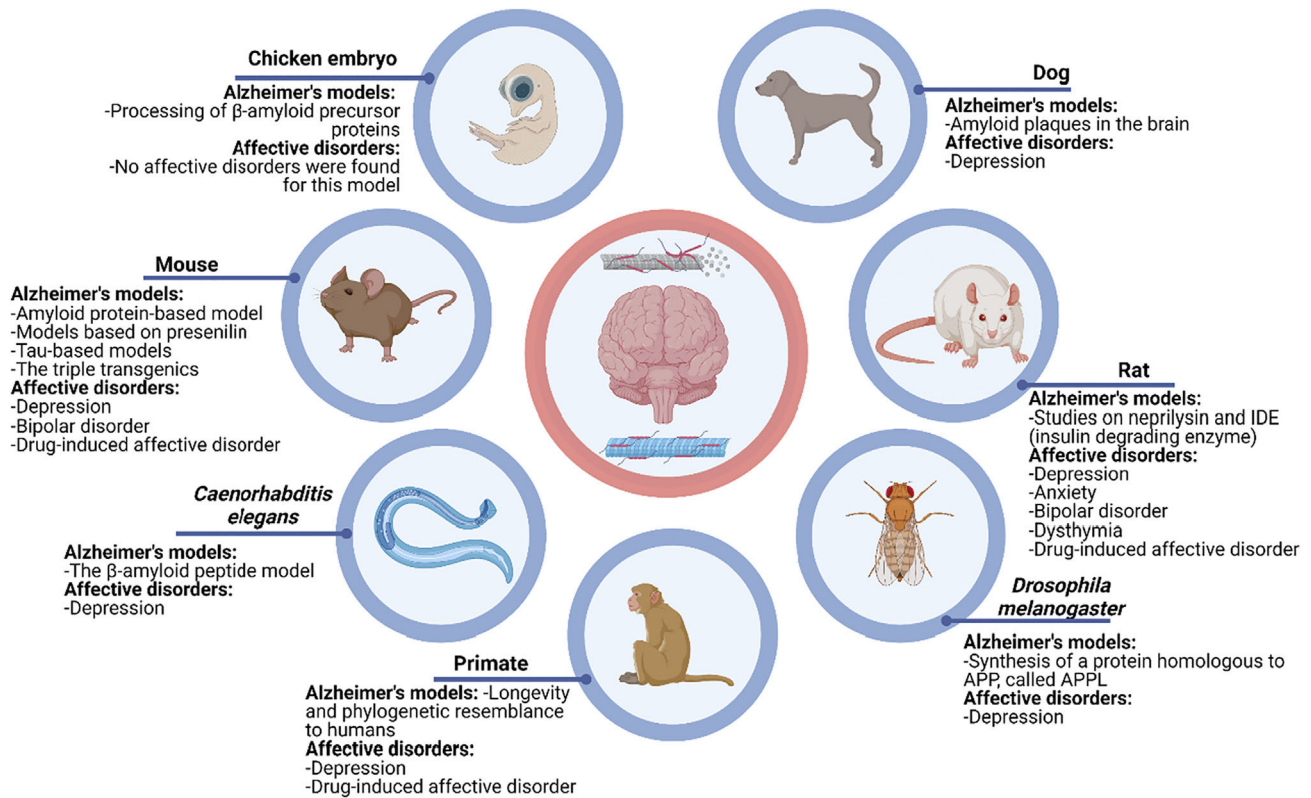 Chicken embryo
Alzheimer's models:
-Processing of β-amyloid precursor
proteins
Affective disorders:
-No affective disorders were found
for this model
Dog
Alzheimer's models:
-Amyloid plaques in the brain
Affective disorders:
-Depression
Mouse
Alzheimer's models:
-Amyloid protein-based model
-Models based on presenilin
-Tau-based models
-The triple transgenics
Affective disorders:
-Depression
-Bipolar disorder
-Drug-induced affective disorder
Rat
Alzheimer's models:
-Studies on neprilysin and IDE
(insulin degrading enzyme)
Affective disorders:
-Depression
-Anxiety
-Bipolar disorder
-Dysthymia
-Drug-induced affective disorder
Caenorhabditis
elegans
Alzheimer's models:
-The β-amyloid peptide model
Affective disorders:
-Depression
Drosophila
melanogaster
Alzheimer's models:
-Synthesis of a protein homologous to
APP, called APPL
Affective disorders:
-Depression
Primate
Alzheimer's models: -Longevity
and phylogenetic resemblance
to humans
Affective disorders:
-Depression
-Drug-induced affective disorder